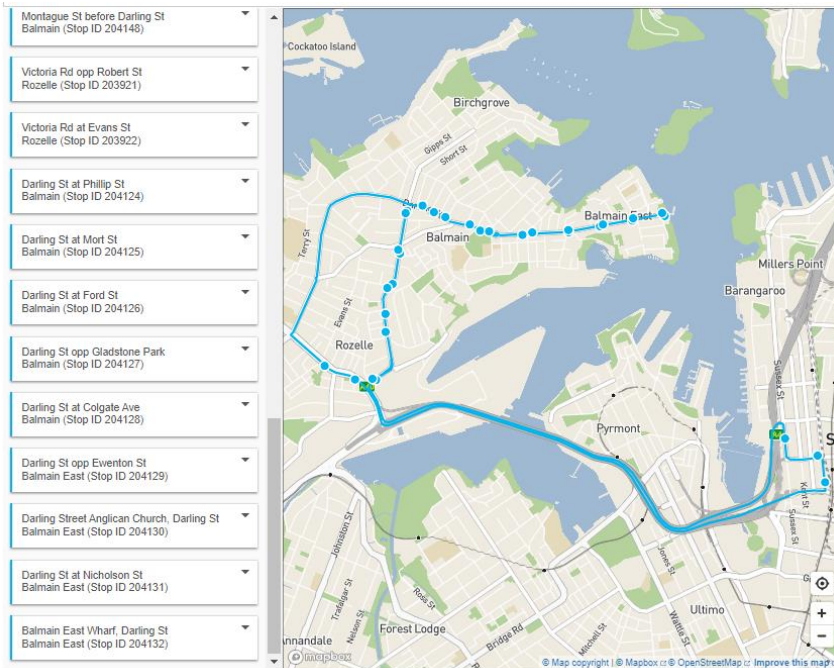 Montague St before Darling St
Balmain (Stop ID 204148)
Victoria Rd opp Robert St
Rozelle (Stop ID 203921)
Victoria Rd at Evans St
Rozelle (Stop ID 203922)
Darling St at Phillip St
Balmain (Stop ID 204124)
Darling St at Mort St
Balmain (Stop ID 204125)
Darling St at Ford St
Balmain (Stop ID 204126)
Darling St opp Gladstone Park
Balmain (Stop ID 204127)
Darling St at Colgate Ave
Balmain (Stop ID 204128)
Darling St opp Ewenton St
Balmain East (Stop ID 204129)
Darling Street Anglican Church, Darling St
Balmain East (Stop ID 204130)
Darling St at Nicholson St
Balmain East (Stop ID 204131)
Balmain East Wharf, Darling St
Balmain East (Stop ID 204132)
Cockatoo Island
Birchgrove
Gipps St
Short St
Balmain East
Balmain
Terry St
Millers Point
Barangaroo
Evans St
Rozelle
Sussex St
Pyrmont
S
Kent St
Sussex St
Johnston St
Jones St
Trafalgar St
Nelson St
Ross St
Wattle St
Ultimo
Forest Lodge
Bridge Rd
Mitchell St
Annandale
mapbox
+
−
© Map copyright | © Mapbox © OpenStreetMap Improve this map